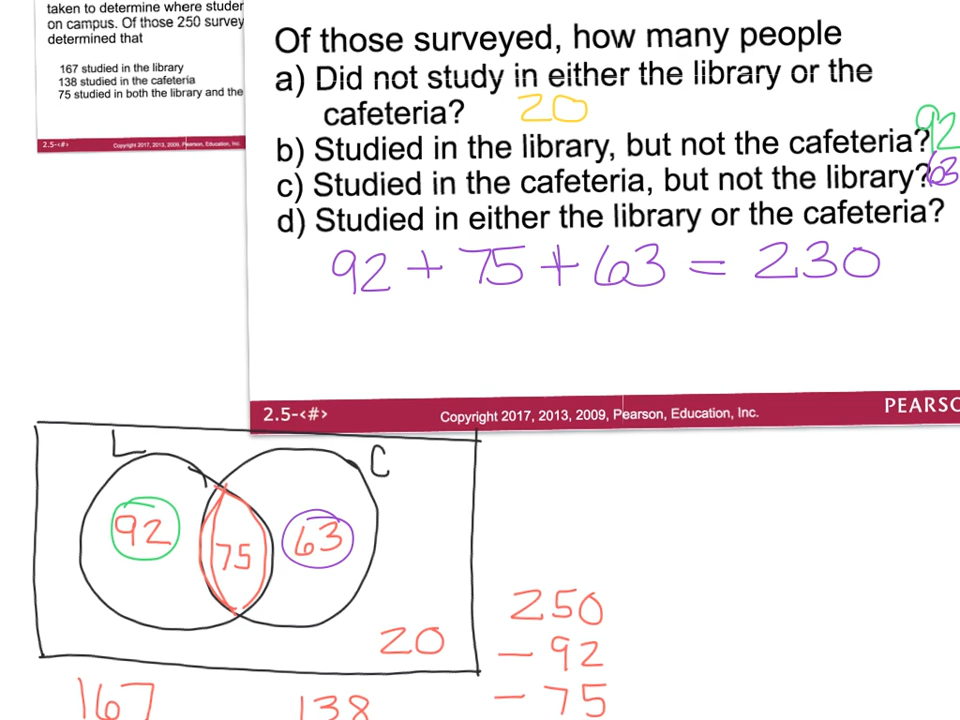 taken to determine where studer
on campus. Of those 250 survey
determined that
167 studied in the library
138 studied in the cafeteria
75 studied in both the library and the
2.5-‹#› Copyright 2017, 2013, 2009, Pearson, Education, Inc.
Of those surveyed, how many people
a) Did not study in either the library or the
cafeteria? 20
b) Studied in the library, but not the cafeteria? 92
c) Studied in the cafeteria, but not the library? 63
d) Studied in either the library or the cafeteria?
92 + 75 + 63 = 230
2.5-‹#› Copyright 2017, 2013, 2009, Pearson, Education, Inc. PEARSO
L C
92 75 63
20
167 138
250
- 92
- 75